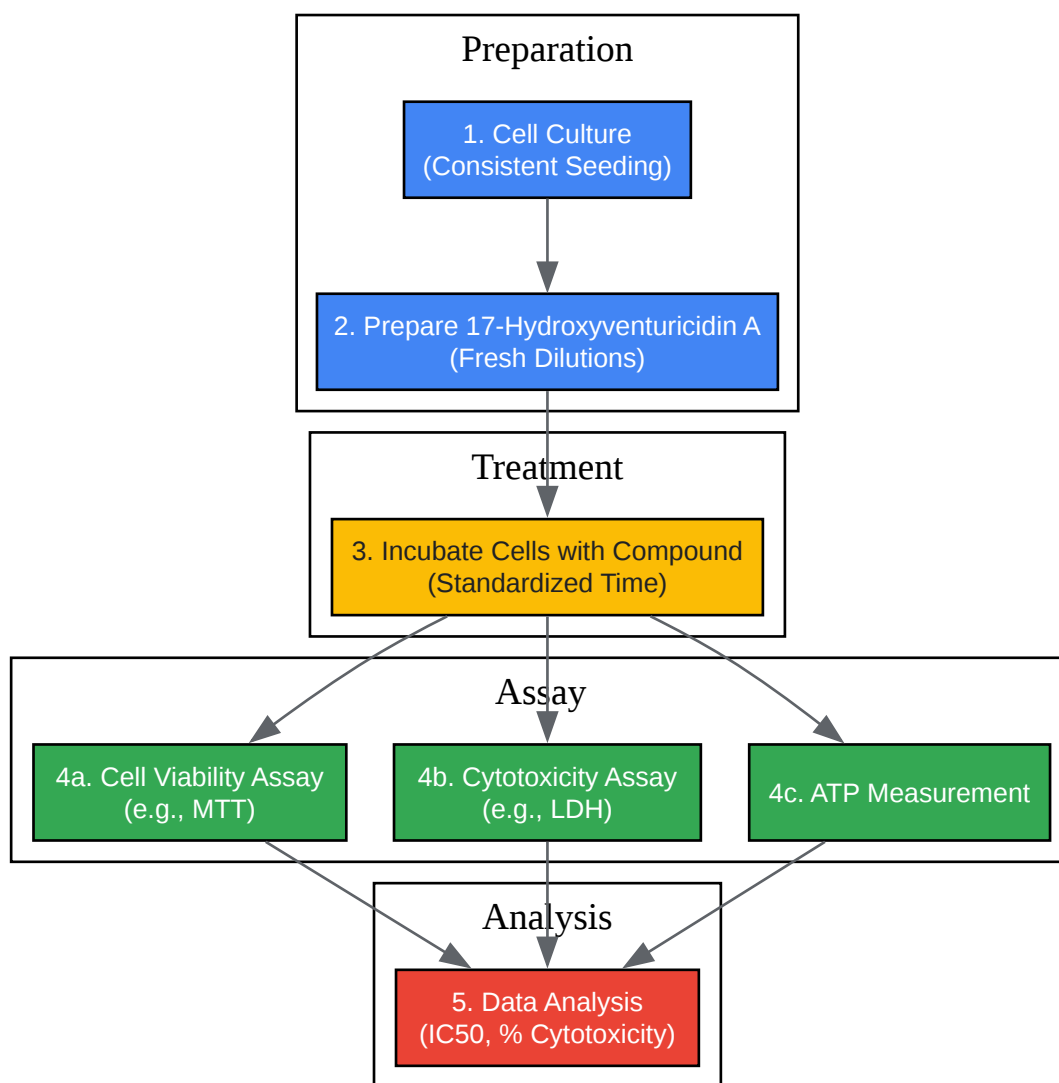 Preparation
1. Cell Culture
(Consistent Seeding)
2. Prepare 17-Hydroxyventuricidin A
(Fresh Dilutions)
Treatment
3. Incubate Cells with Compound
(Standardized Time)
Assay
4a. Cell Viability Assay
(e.g., MTT)
4b. Cytotoxicity Assay
(e.g., LDH)
4c. ATP Measurement
Analysis
5. Data Analysis
(IC50, % Cytotoxicity)